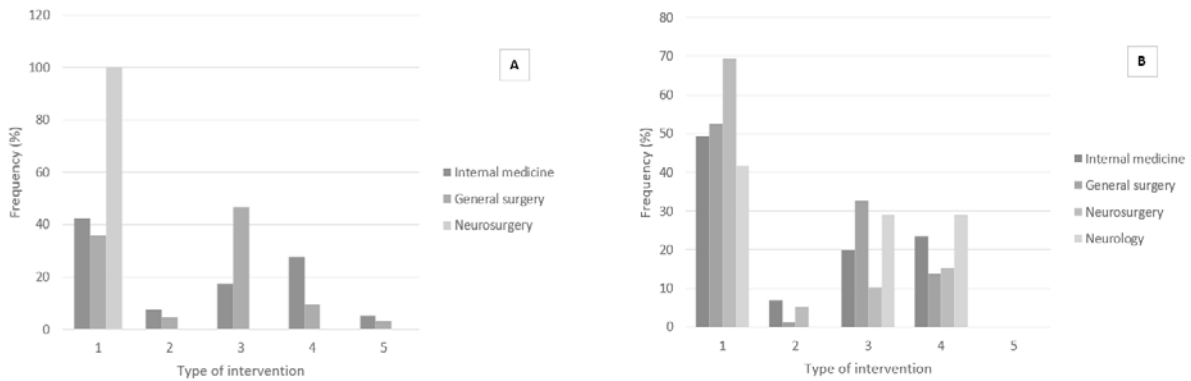 120
100
80
60
40
20
0
Frequency (%)
1 2 3 4 5
Type of intervention
A
Internal medicine
General surgery
Neurosurgery
80
70
60
50
40
30
20
10
0
Frequency (%)
1 2 3 4 5
Type of intervention
B
Internal medicine
General surgery
Neurosurgery
Neurology